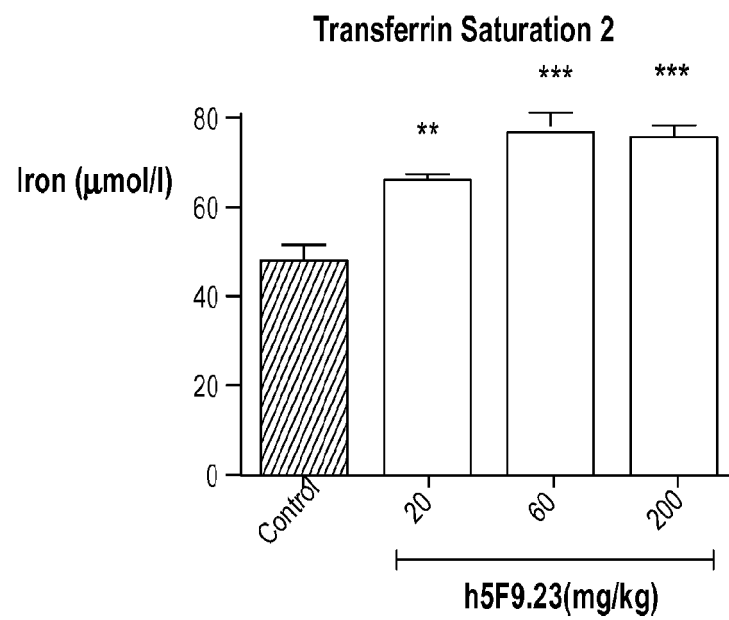 Transferrin Saturation 2
*** ***
**
80
Iron (μmol/l)
60
40
20
0
Control 20 60 200
h5F9.23(mg/kg)